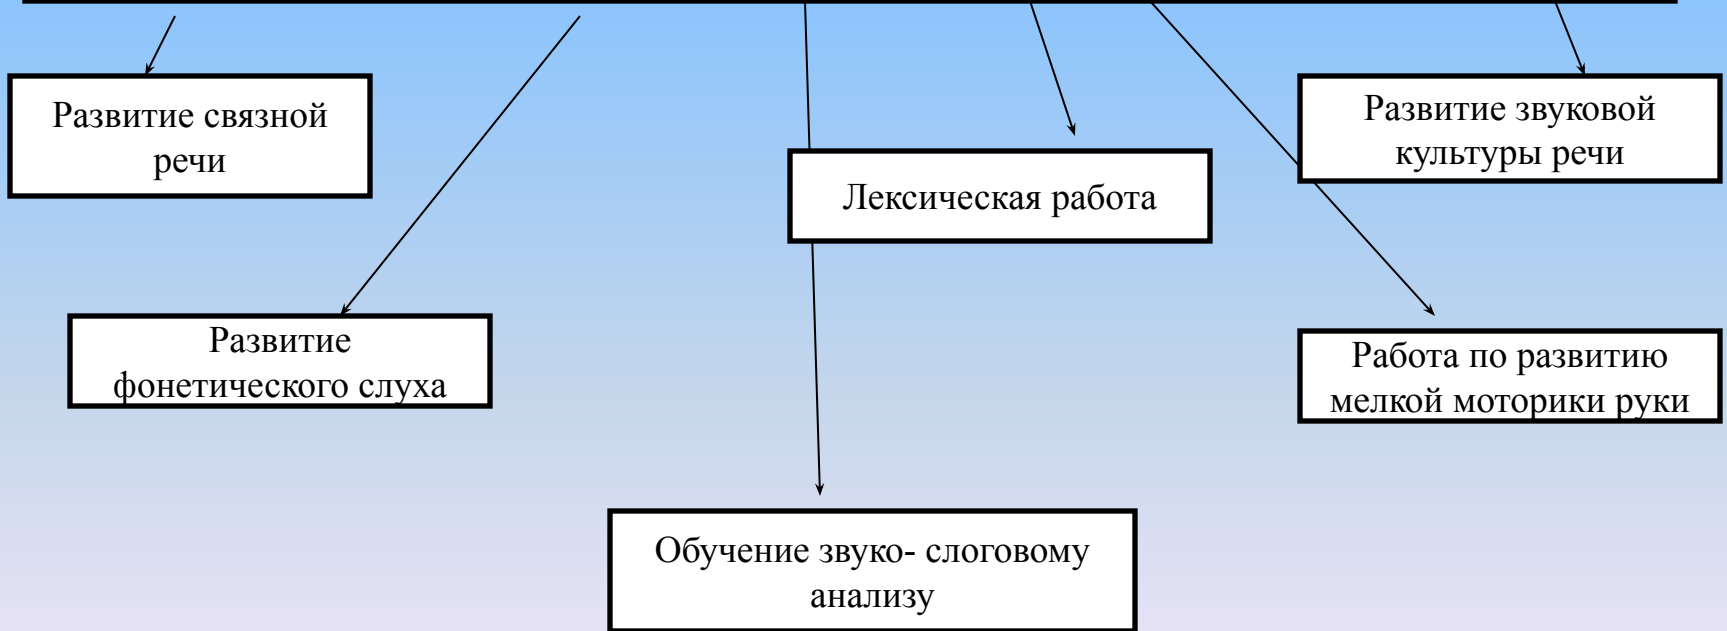 Развитие связной
речи
Развитие звуковой
культуры речи
Лексическая работа
Развитие
фонетического слуха
Работа по развитию
мелкой моторики руки
Обучение звуко- слоговому
анализу